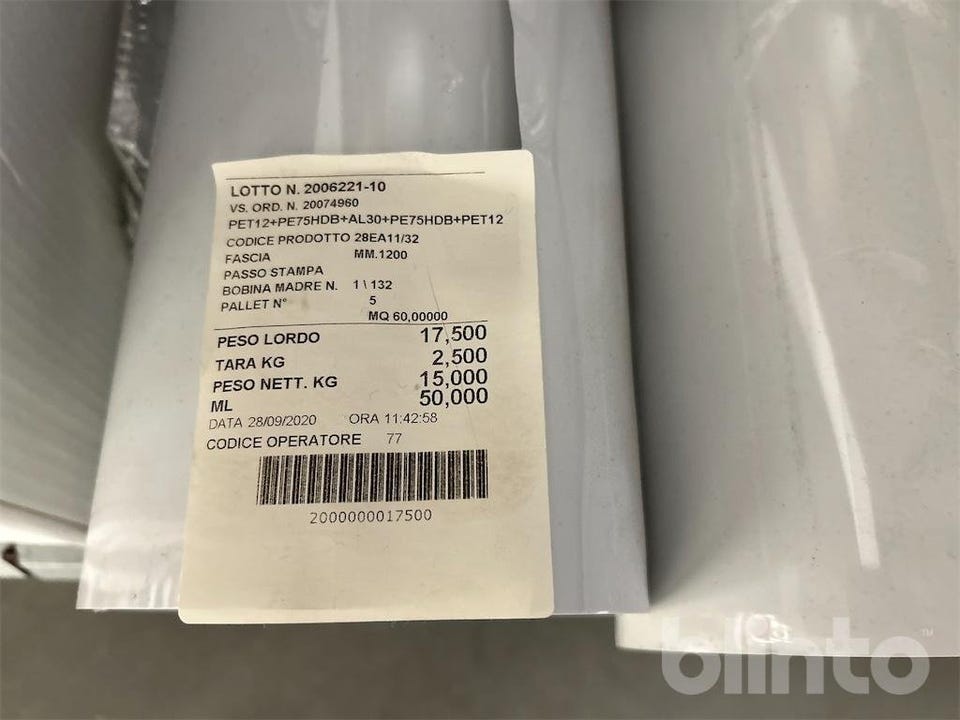 LOTTO N. 2006221-10
VS. ORD. N. 20074960
PET12+PE75HDB+AL30+PE75HDB+PET12
CODICE PRODOTTO 28EA11/32
FASCIA MM.1200
PASSO STAMPA
BOBINA MADRE N. 1 \ 132
PALLET N° 5
MQ 60,00000
PESO LORDO 17,500
TARA KG 2,500
PESO NETT. KG 15,000
ML 50,000
DATA 28/09/2020 ORA 11:42:58
CODICE OPERATORE 77
2000000017500
blinto™